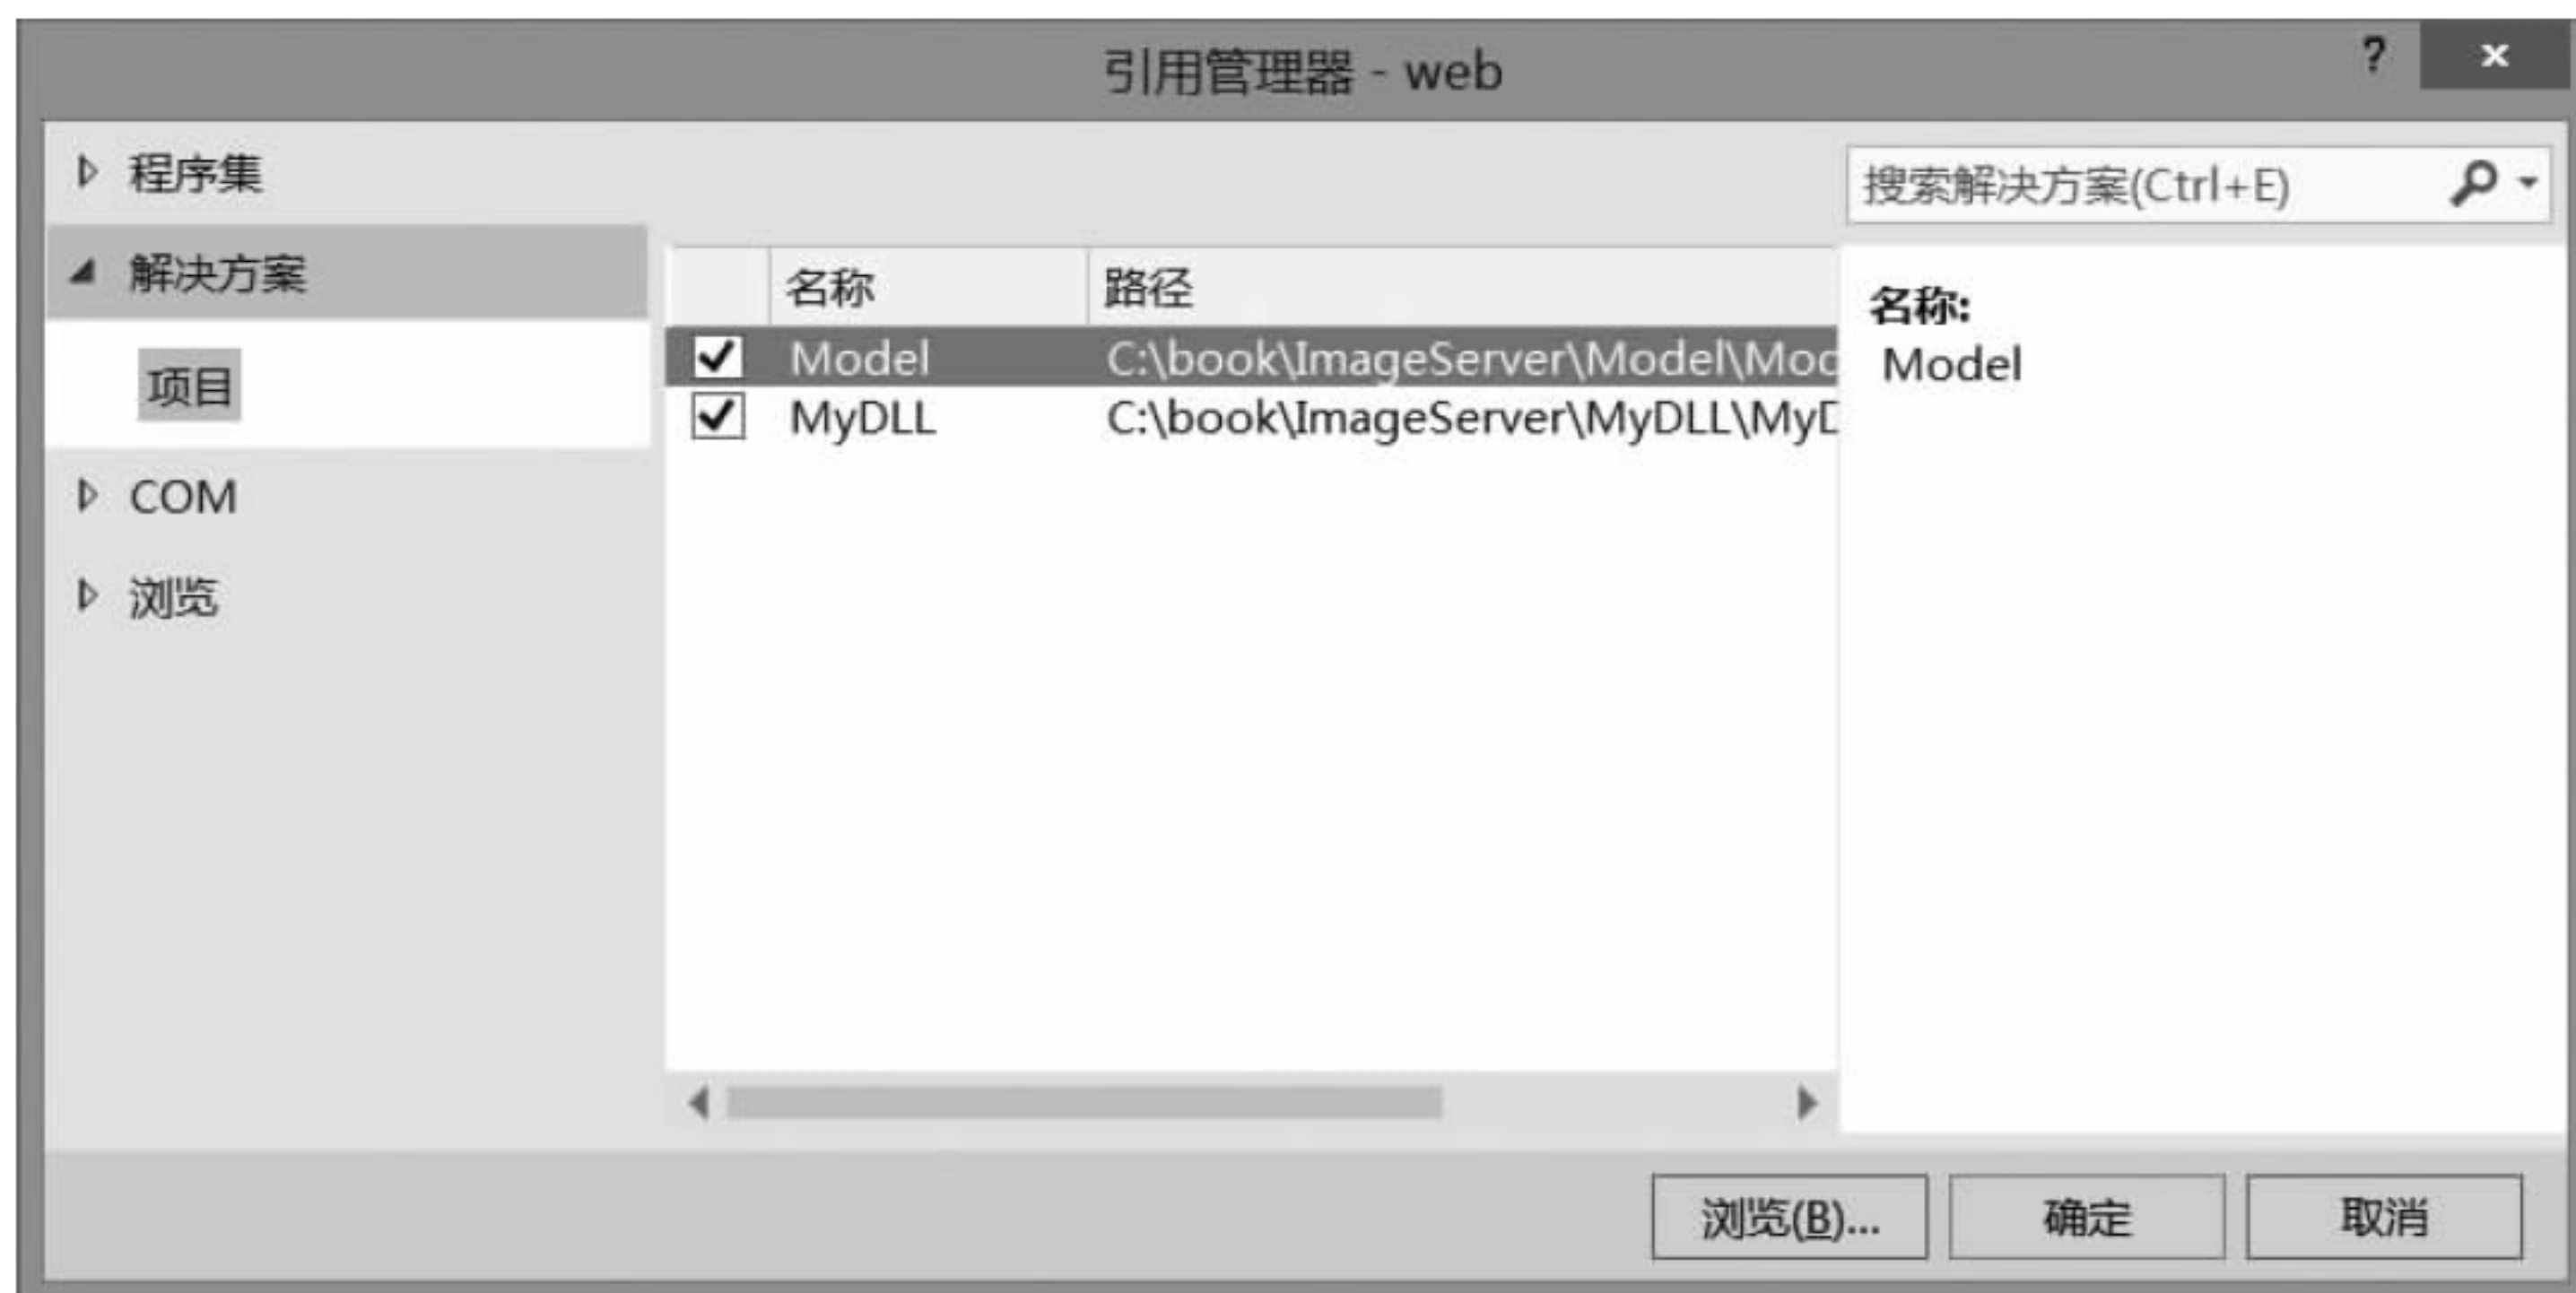 引用管理器 - web
? x
程序集
搜索解决方案(Ctrl+E)
解决方案
项目
COM
浏览
名称 路径
Model C:\book\ImageServer\Model\Mod
MyDLL C:\book\ImageServer\MyDLL\MyD
名称:
Model
浏览(B)... 确定 取消